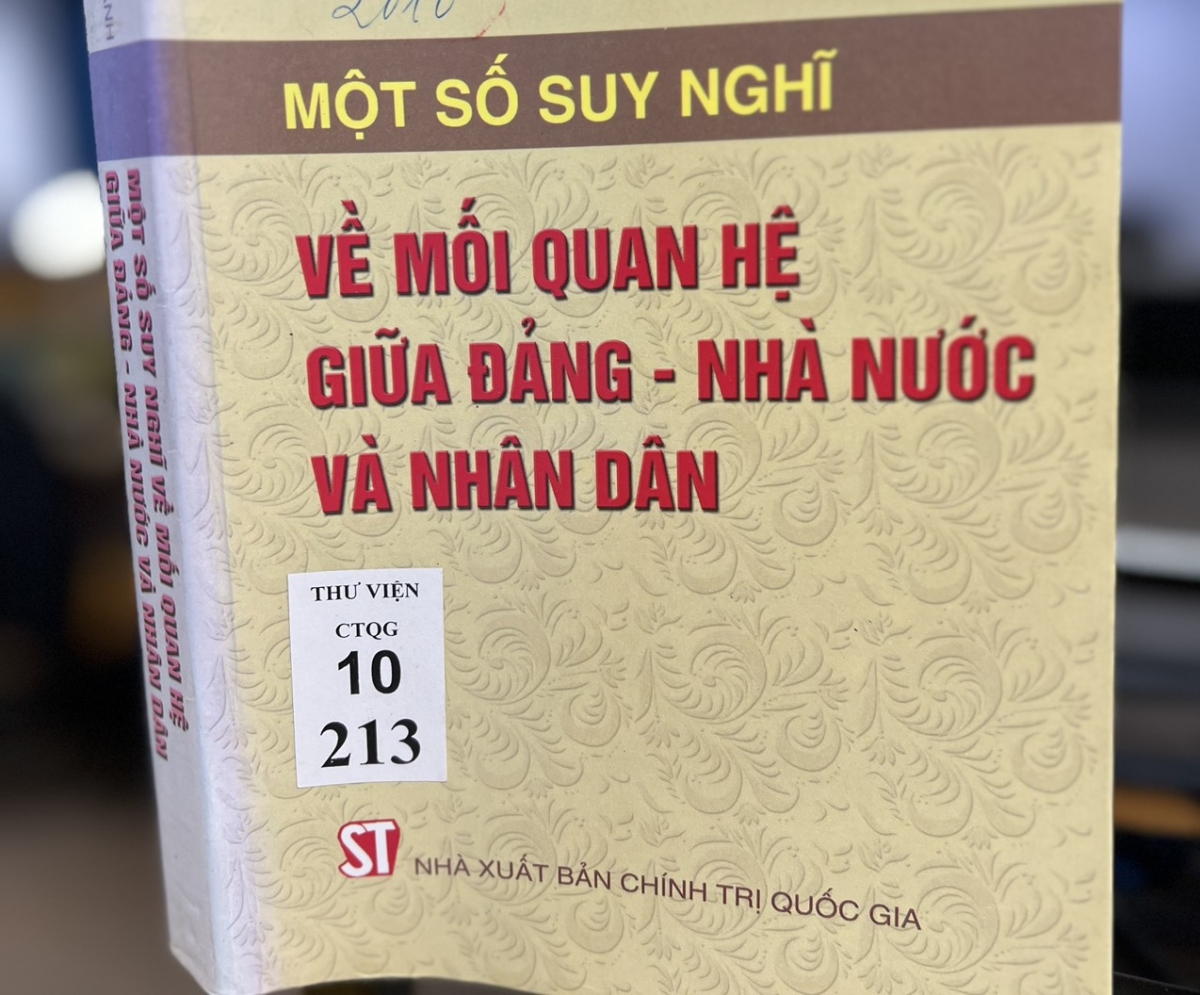 2010
MỘT SỐ SUY NGHĨ
VỀ MỐI QUAN HỆ
GIỮA ĐẢNG - NHÀ NƯỚC
VÀ NHÂN DÂN
THƯ VIỆN
CTQG
10
213
ST
NHÀ XUẤT BẢN CHÍNH TRỊ QUỐC GIA
MỘT SỐ SUY NGHĨ VỀ MỐI QUAN HỆ
GIỮA ĐẢNG - NHÀ NƯỚC VÀ NHÂN DÂN